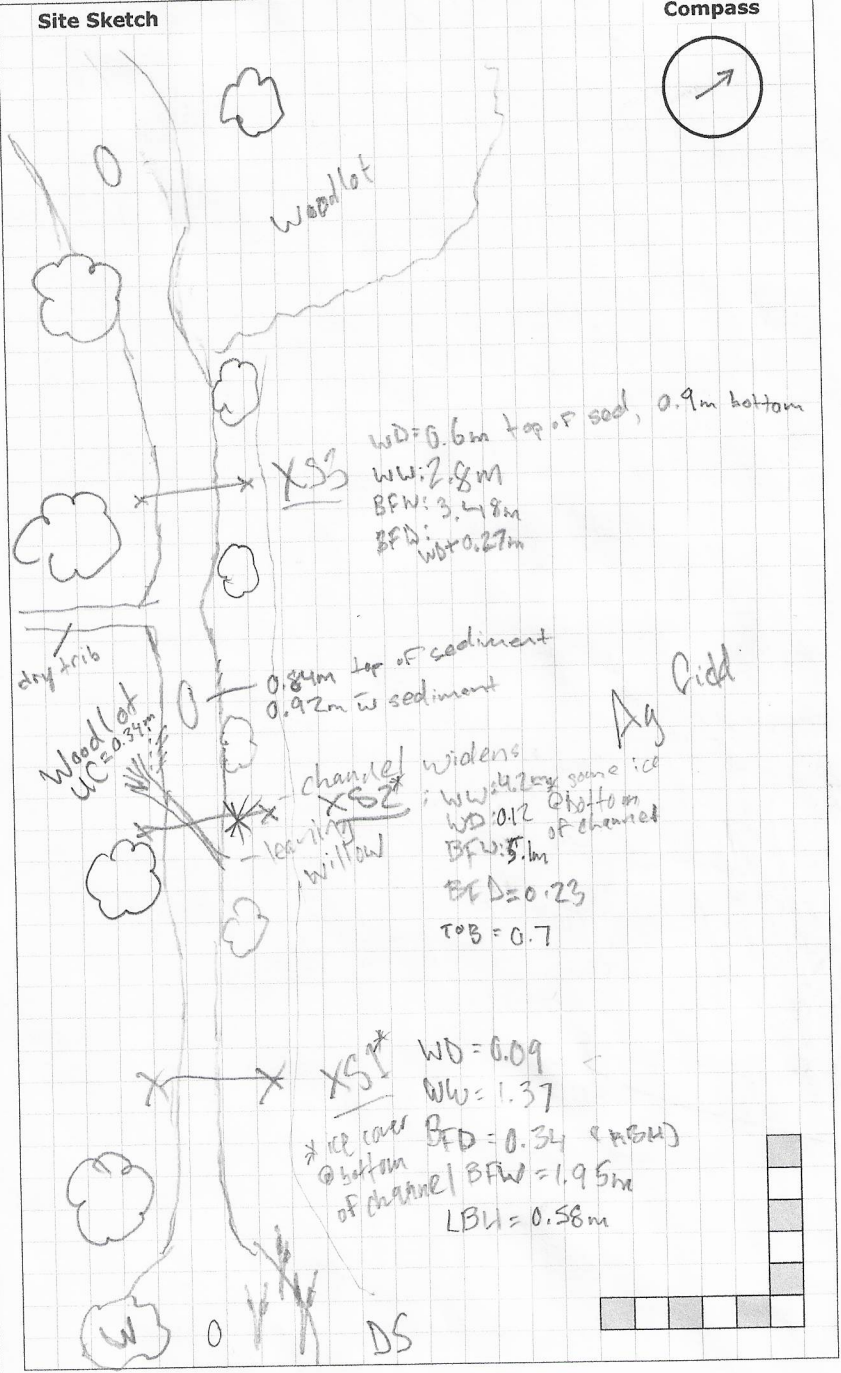 Site Sketch
Compass
Woodlot
XS3
WD=0.6m top of sed, 0.9m bottom
WW:2.8m
BFW: 3.48m
BFD:
WD+0.27m
dry trib
0.84m top of sediment
0.92m w̄ sediment
Ag Field
Woodlot
UC=0.34m
- channel widens
XS2*
: WW:4.2m some ice
@bottom
of channel
WD:0.12
BFW:5.1m
BFD=0.23
TOB = 0.7
- leaning
willow
XS1*
* ice cover
@bottom
of channel
WD = 0.09
WW= 1.37
BFD = 0.34 (RBH)
BFW =1.95m
LBH= 0.58m
W
DS